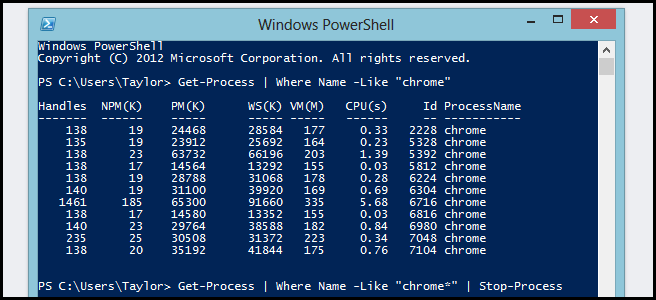 Windows PowerShell
Windows PowerShell
Copyright (C) 2012 Microsoft Corporation. All rights reserved.
PS C:\Users\Taylor> Get-Process | Where Name -Like "chrome"
Handles NPM(K) PM(K) WS(K) VM(M) CPU(s) Id ProcessName
------- ------ ----- ----- ----- ------ -- -----------
138 19 24468 28584 177 0.33 2228 chrome
135 19 23912 25692 164 0.23 5328 chrome
138 23 63732 66196 203 1.39 5392 chrome
138 17 14564 13292 155 0.03 5812 chrome
138 19 28788 31068 178 0.28 6224 chrome
140 19 31100 39920 169 0.69 6304 chrome
1461 185 65300 91660 335 5.68 6716 chrome
138 17 14580 13352 155 0.03 6816 chrome
140 23 29764 38588 182 0.84 6980 chrome
235 25 30508 31372 223 0.34 7048 chrome
138 20 35192 41844 175 0.76 7104 chrome
PS C:\Users\Taylor> Get-Process | Where Name -Like "chrome*" | Stop-Process